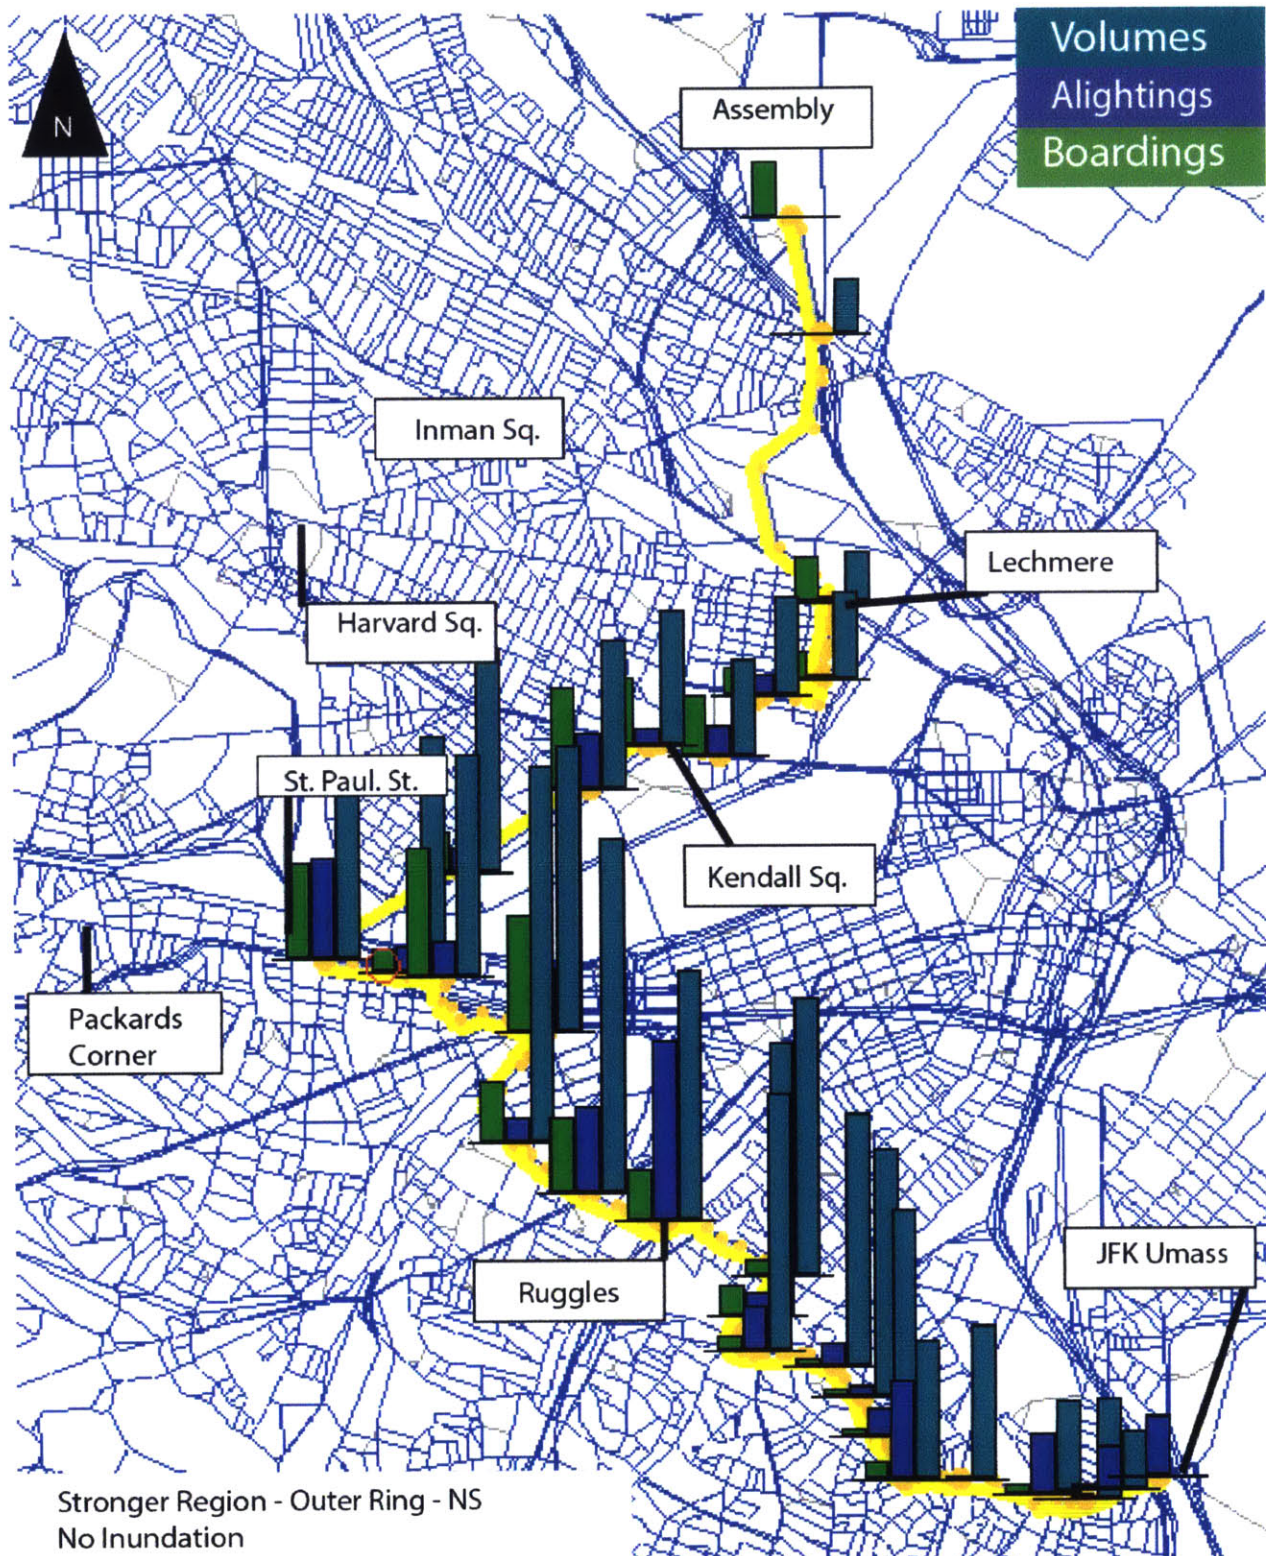 Volumes
Alightings
Boardings
N
Assembly
Inman Sq.
Lechmere
Harvard Sq.
St. Paul. St.
Kendall Sq.
Packards
Corner
Ruggles
JFK Umass
Stronger Region - Outer Ring - NS
No Inundation